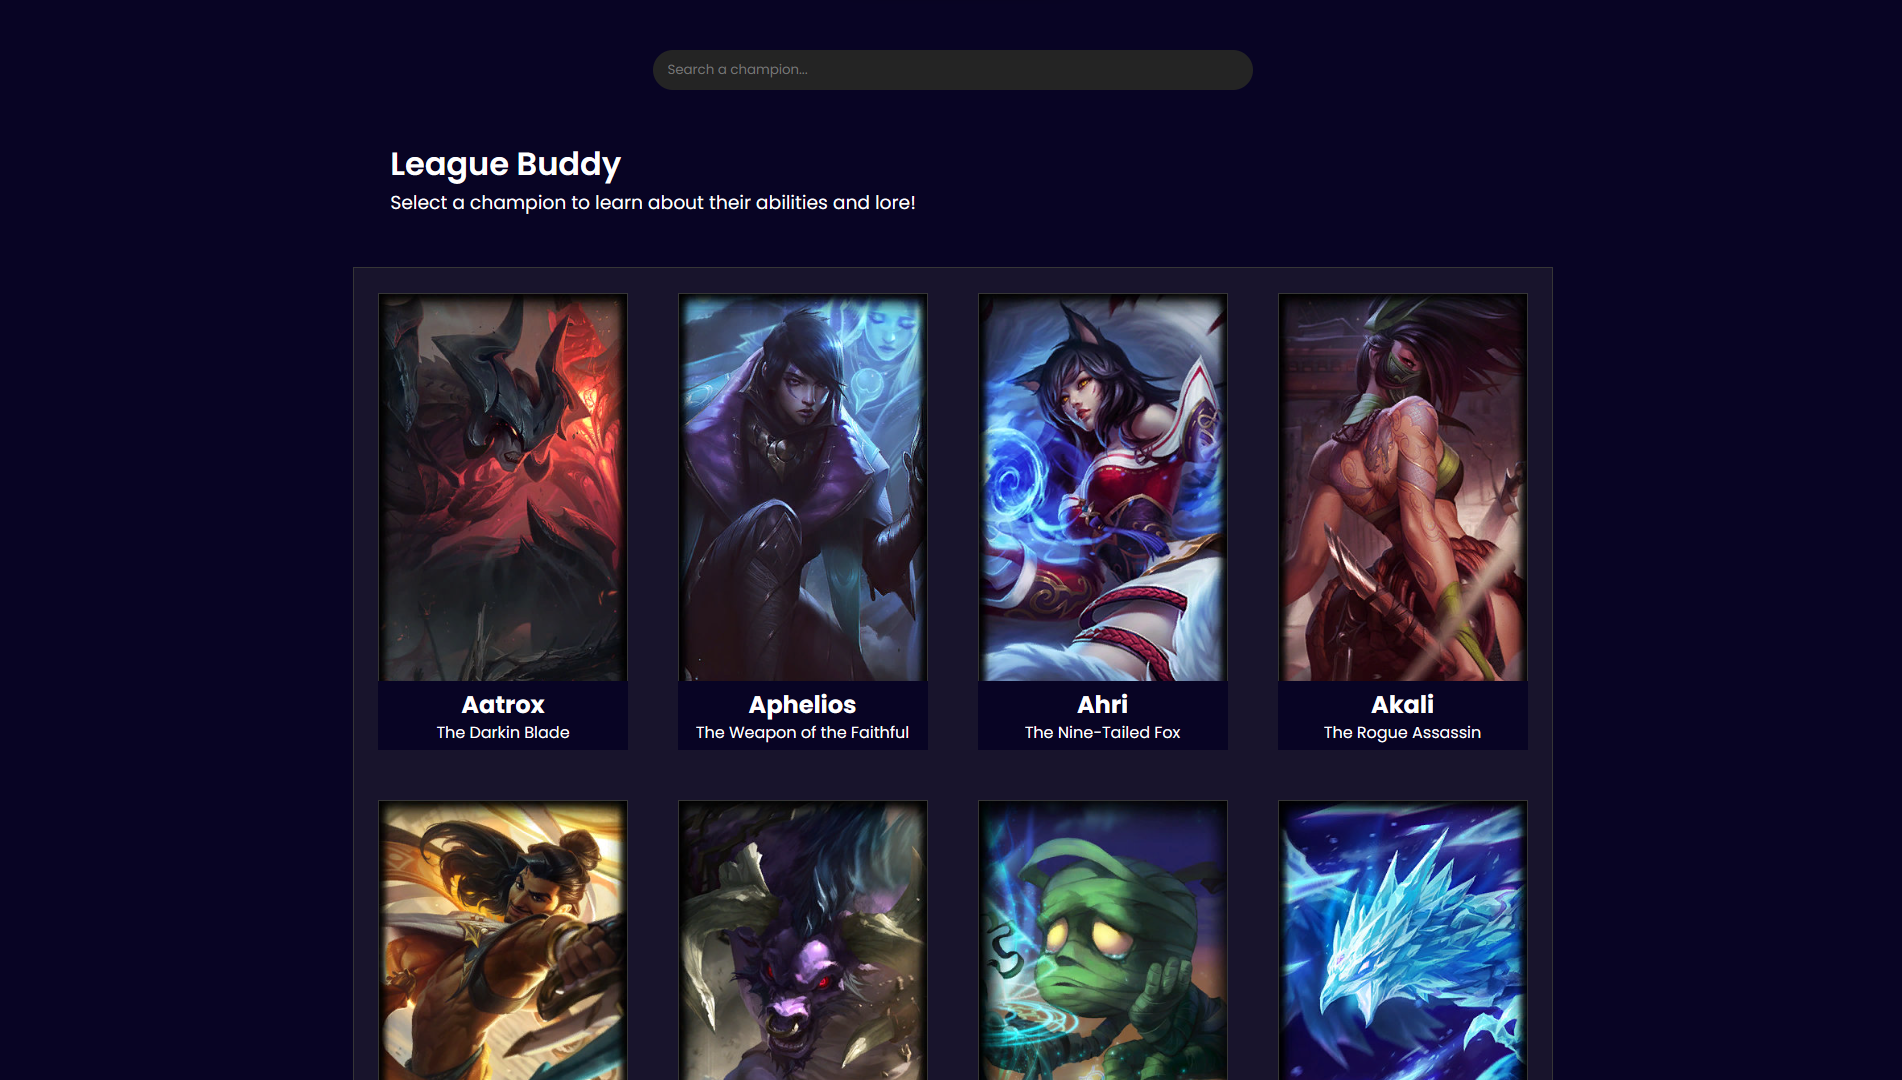 Search a champion...
League Buddy
Select a champion to learn about their abilities and lore!
Aatrox
The Darkin Blade
Aphelios
The Weapon of the Faithful
Ahri
The Nine-Tailed Fox
Akali
The Rogue Assassin